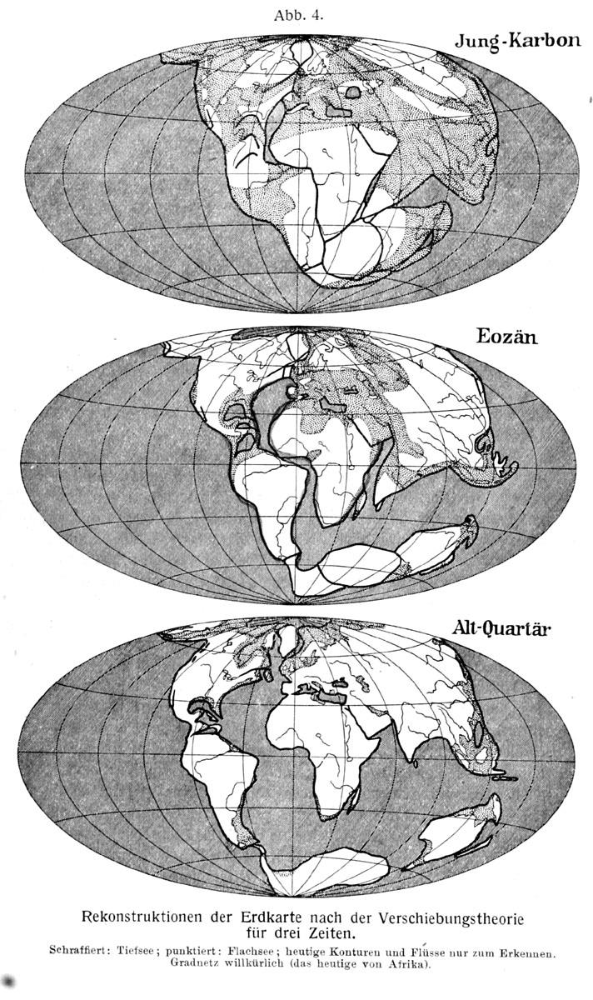 Abb. 4.
Jung-Karbon
Eozän
Alt-Quartär
Rekonstruktionen der Erdkarte nach der Verschiebungstheorie
für drei Zeiten.
Schraffiert: Tiefsee; punktiert: Flachsee; heutige Konturen und Flüsse nur zum Erkennen.
Gradnetz willkürlich (das heutige von Afrika).